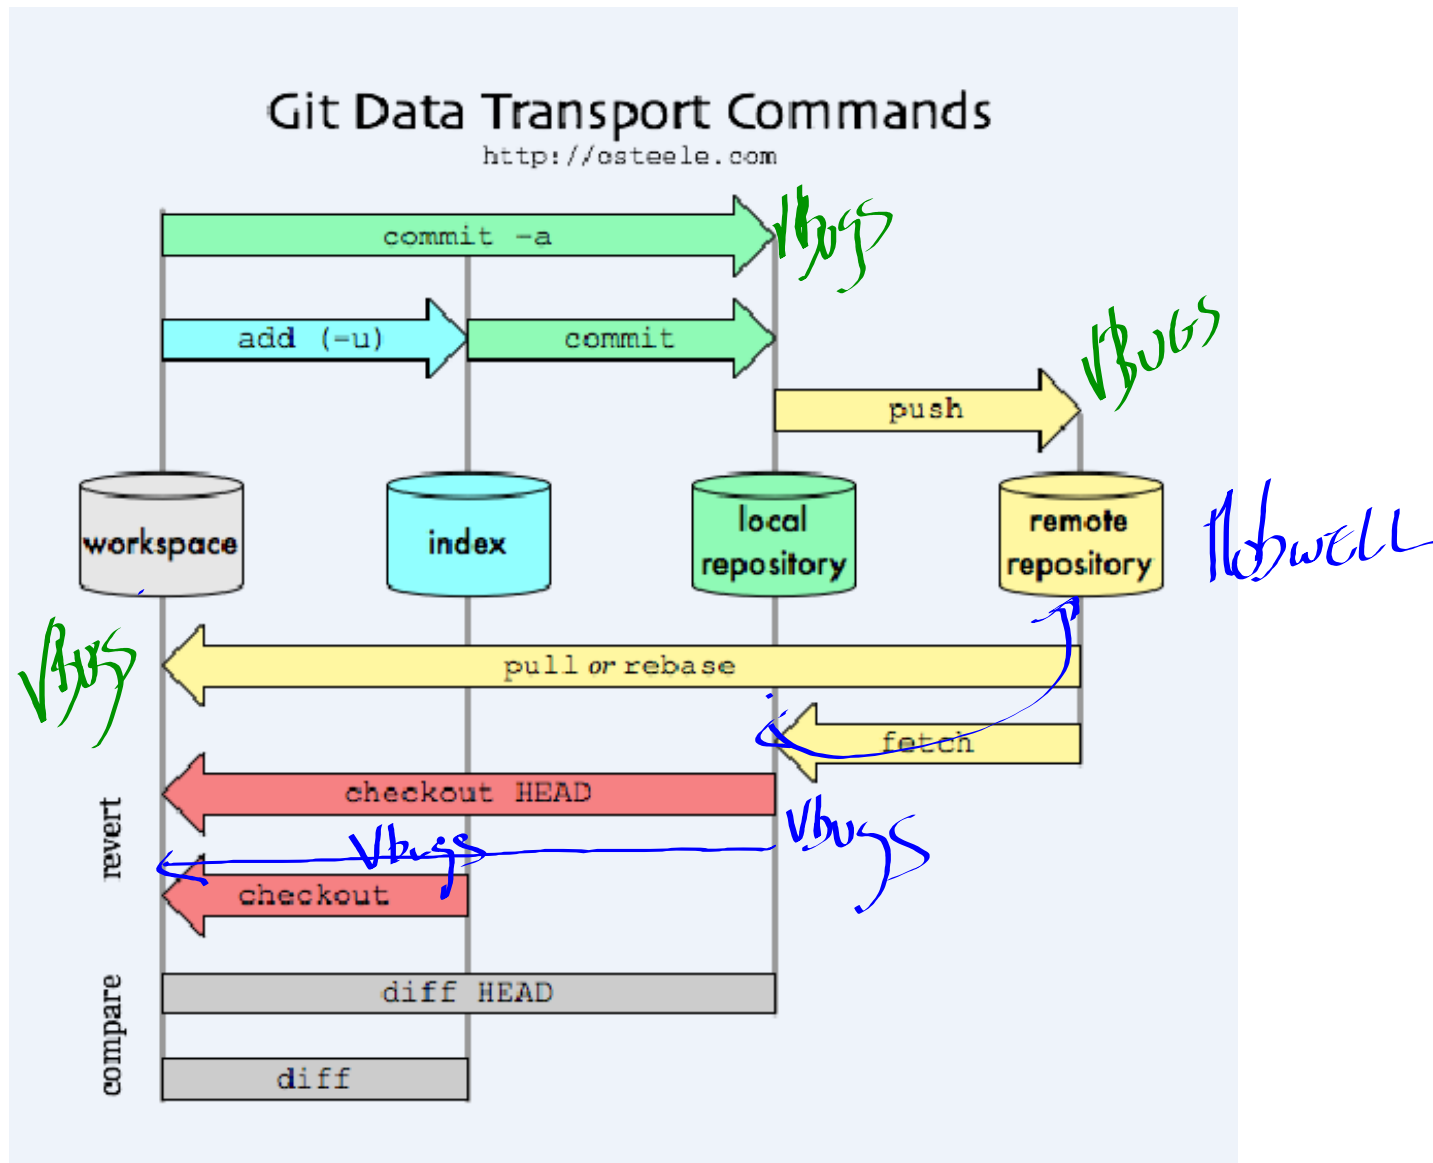 Git Data Transport Commands
http://osteele.com
commit -a
VBugs
add (-u)
commit
VBUGS
push
workspace
index
local
repository
remote
repository
VBugs
pull or rebase
fetch
revert
checkout HEAD
Vbugs
Vbugs
checkout
compare
diff HEAD
diff